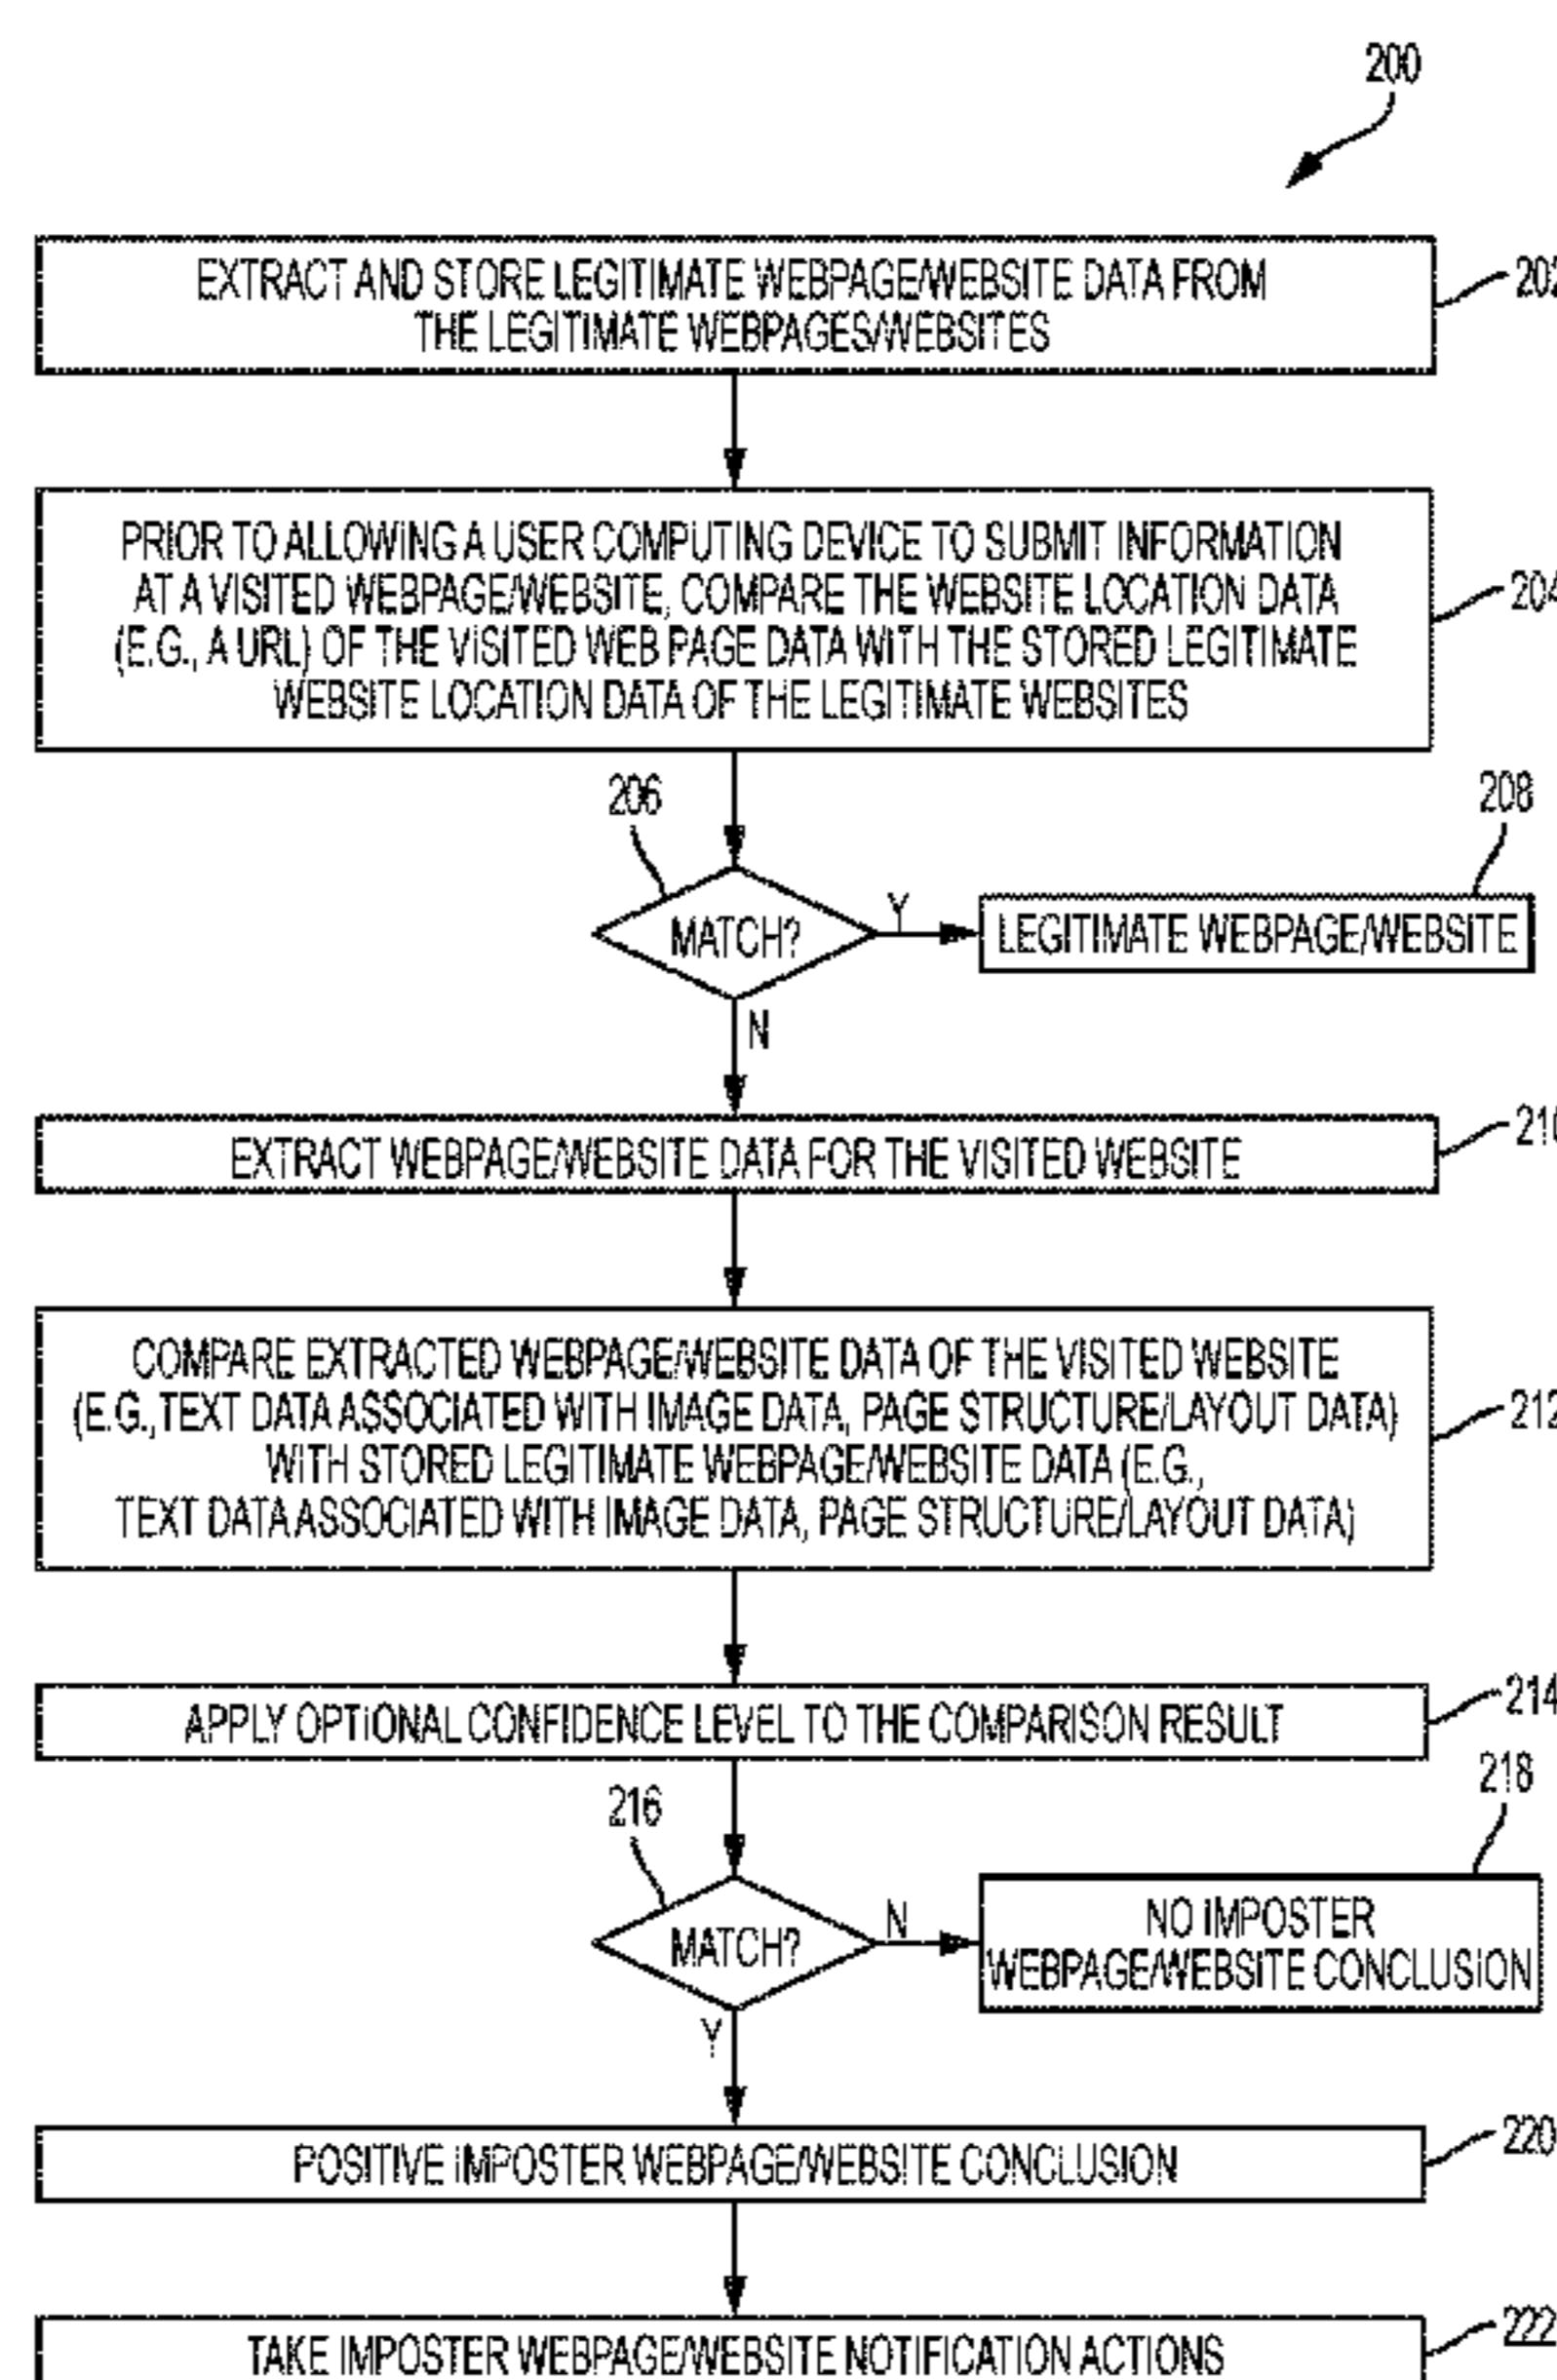 200
EXTRACT AND STORE LEGITIMATE WEBPAGE/WEBSITE DATA FROM
THE LEGITIMATE WEBPAGES/WEBSITES
202
PRIOR TO ALLOWING A USER COMPUTING DEVICE TO SUBMIT INFORMATION
AT A VISITED WEBPAGE/WEBSITE, COMPARE THE WEBSITE LOCATION DATA
(E.G., A URL) OF THE VISITED WEB PAGE DATA WITH THE STORED LEGITIMATE
WEBSITE LOCATION DATA OF THE LEGITIMATE WEBSITES
204
206
MATCH?
Y
208
LEGITIMATE WEBPAGE/WEBSITE
N
EXTRACT WEBPAGE/WEBSITE DATA FOR THE VISITED WEBSITE
210
COMPARE EXTRACTED WEBPAGE/WEBSITE DATA OF THE VISITED WEBSITE
(E.G., TEXT DATA ASSOCIATED WITH IMAGE DATA, PAGE STRUCTURE/LAYOUT DATA)
WITH STORED LEGITIMATE WEBPAGE/WEBSITE DATA (E.G.,
TEXT DATA ASSOCIATED WITH IMAGE DATA, PAGE STRUCTURE/LAYOUT DATA)
212
APPLY OPTIONAL CONFIDENCE LEVEL TO THE COMPARISON RESULT
214
216
MATCH?
N
218
NO IMPOSTER
WEBPAGE/WEBSITE CONCLUSION
Y
POSITIVE IMPOSTER WEBPAGE/WEBSITE CONCLUSION
220
TAKE IMPOSTER WEBPAGE/WEBSITE NOTIFICATION ACTIONS
222